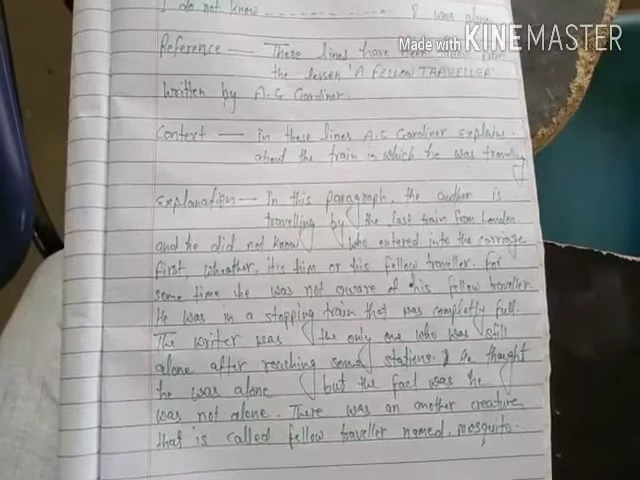 I do not know ---------------- I was alone
Made with KINEMASTER
Reference — These lines have been taken from
the lesson 'A FELLOW TRAVELLER'
Written by A.G Gardiner.
Context — In these lines A.G Gardiner explains
about the train in which he was travelling
Explanation — In this paragraph, the author is
travelling by the last train from London.
and he did not know who entered into the carriage
first, wheather, it is him or his fellow traveller. For
some time he was not aware of his fellow traveller.
He was in a stopping train that was completly full.
The writer was the only one who was still
alone after reaching some stations. He thought
he was alone but the fact was he
was not alone. There was an another creature
that is called fellow traveller named. mosquito.